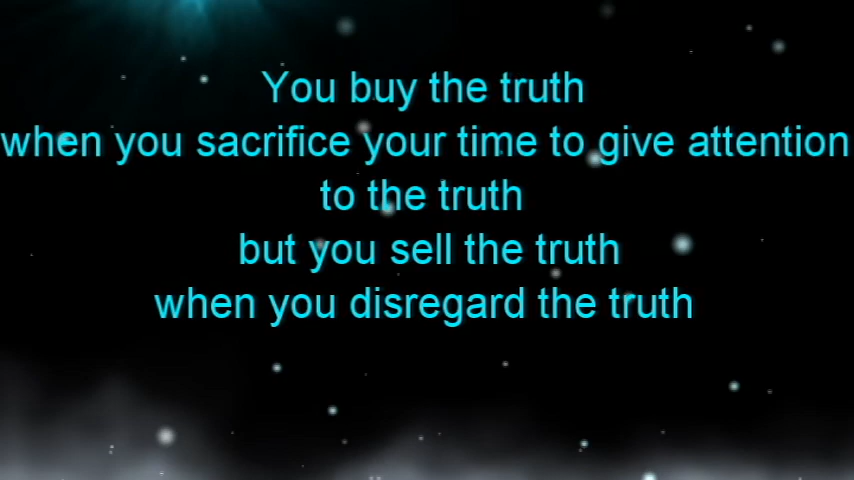 You buy the truth
when you sacrifice your time to give attention
to the truth
but you sell the truth
when you disregard the truth